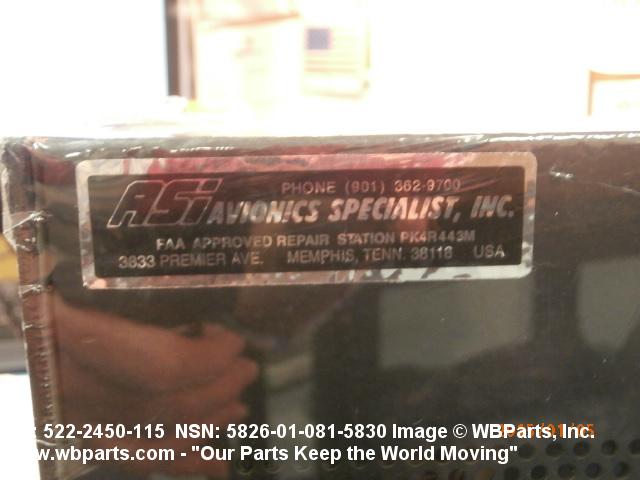 PHONE (901) 362-9700
ASi AVIONICS SPECIALIST, INC.
FAA APPROVED REPAIR STATION PK4R443M
3833 PREMIER AVE. MEMPHIS, TENN. 38118 USA
: 522-2450-115 NSN: 5826-01-081-5830 Image © WBParts, Inc.
www.wbparts.com - "Our Parts Keep the World Moving"